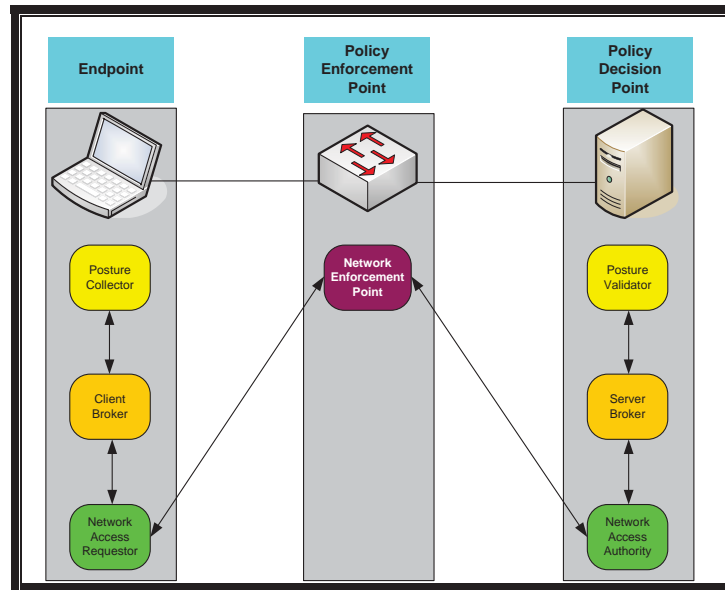 Endpoint
Policy
Enforcement
Point
Policy
Decision
Point
Posture
Collector
Network
Enforcement
Point
Posture
Validator
Client
Broker
Server
Broker
Network
Access
Requestor
Network
Access
Authority